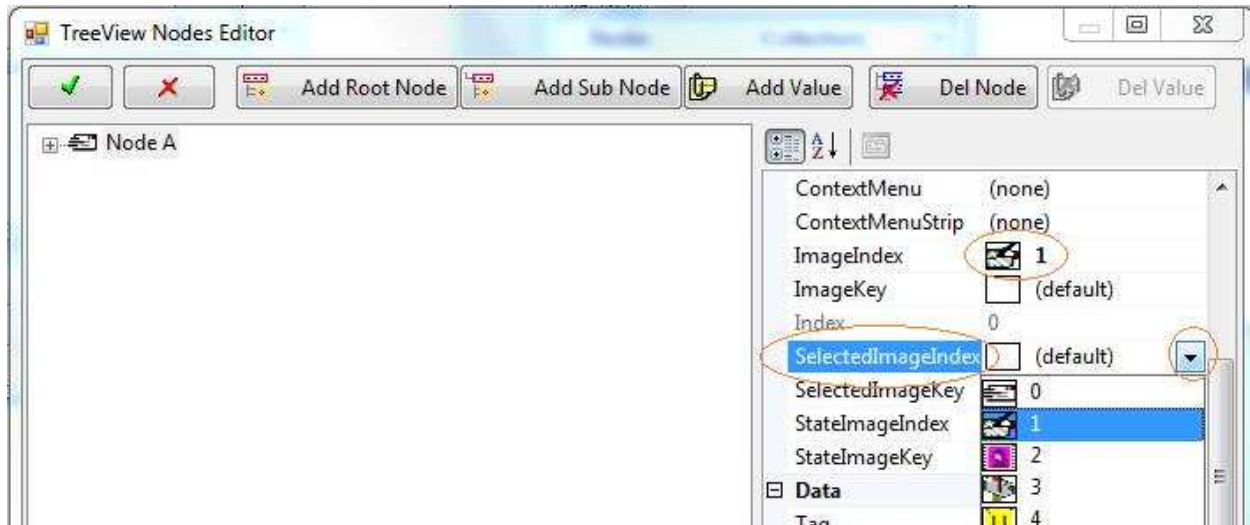 TreeView Nodes Editor
Add Root Node Add Sub Node Add Value Del Node Del Value
Node A
A
Z
ContextMenu (none)
ContextMenuStrip (none)
ImageIndex 1
ImageKey (default)
Index 0
SelectedImageIndex (default)
SelectedImageKey 0
StateImageIndex 1
StateImageKey 2
Data 3
Tag 4